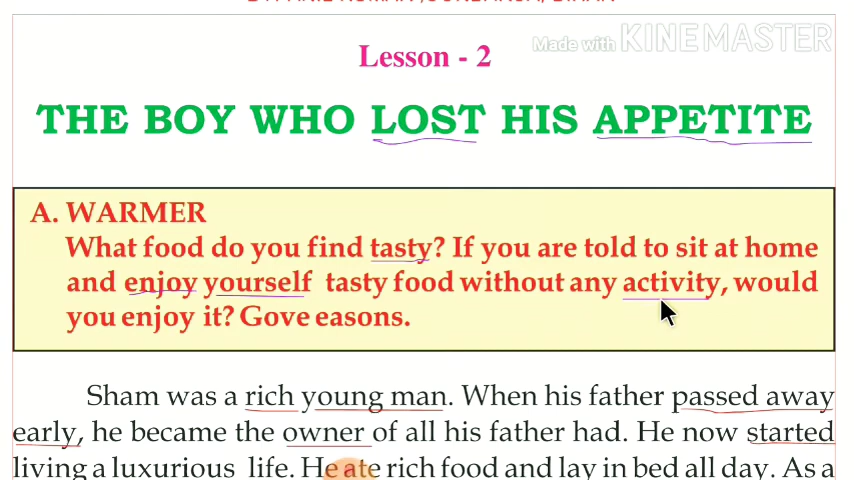 Made with KINEMASTER
Lesson - 2
THE BOY WHO LOST HIS APPETITE
A. WARMER
What food do you find tasty? If you are told to sit at home
and enjoy yourself tasty food without any activity, would
you enjoy it? Gove easons.
Sham was a rich young man. When his father passed away
early, he became the owner of all his father had. He now started
living a luxurious life. He ate rich food and lay in bed all day. As a